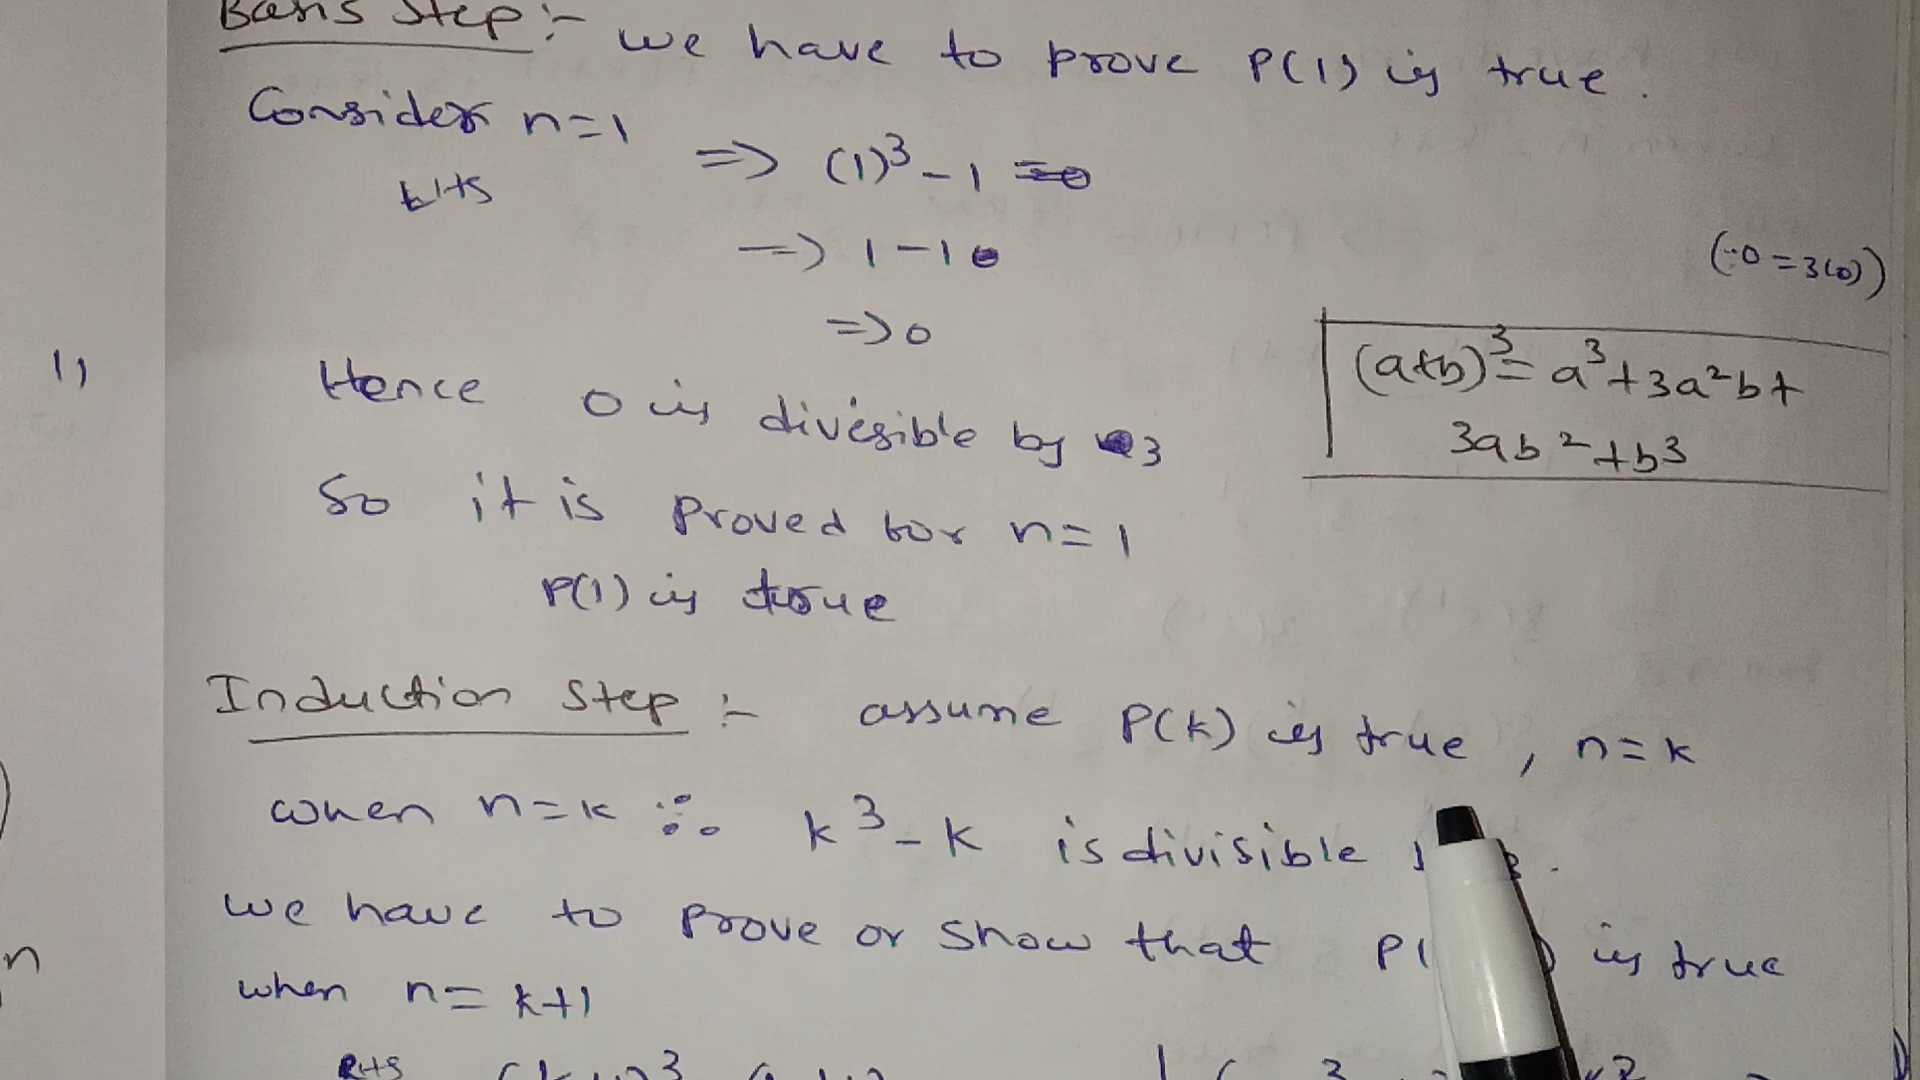 Basis Step :- we have to prove P(1) is true.
Consider n=1
LHS => (1)³ - 1
=> 1 - 1
(∵ 0 = 3(0))
=> 0
1)
Hence 0 is divisible by 3
(a+b)³ = a³ + 3a²b +
3ab² + b³
So it is proved for n = 1
P(1) is true
Induction Step :- assume P(k) is true, n = k
when n = k ∴ k³ - k is divisible
we have to prove or show that P( is true
n
when n = k+1
RHS